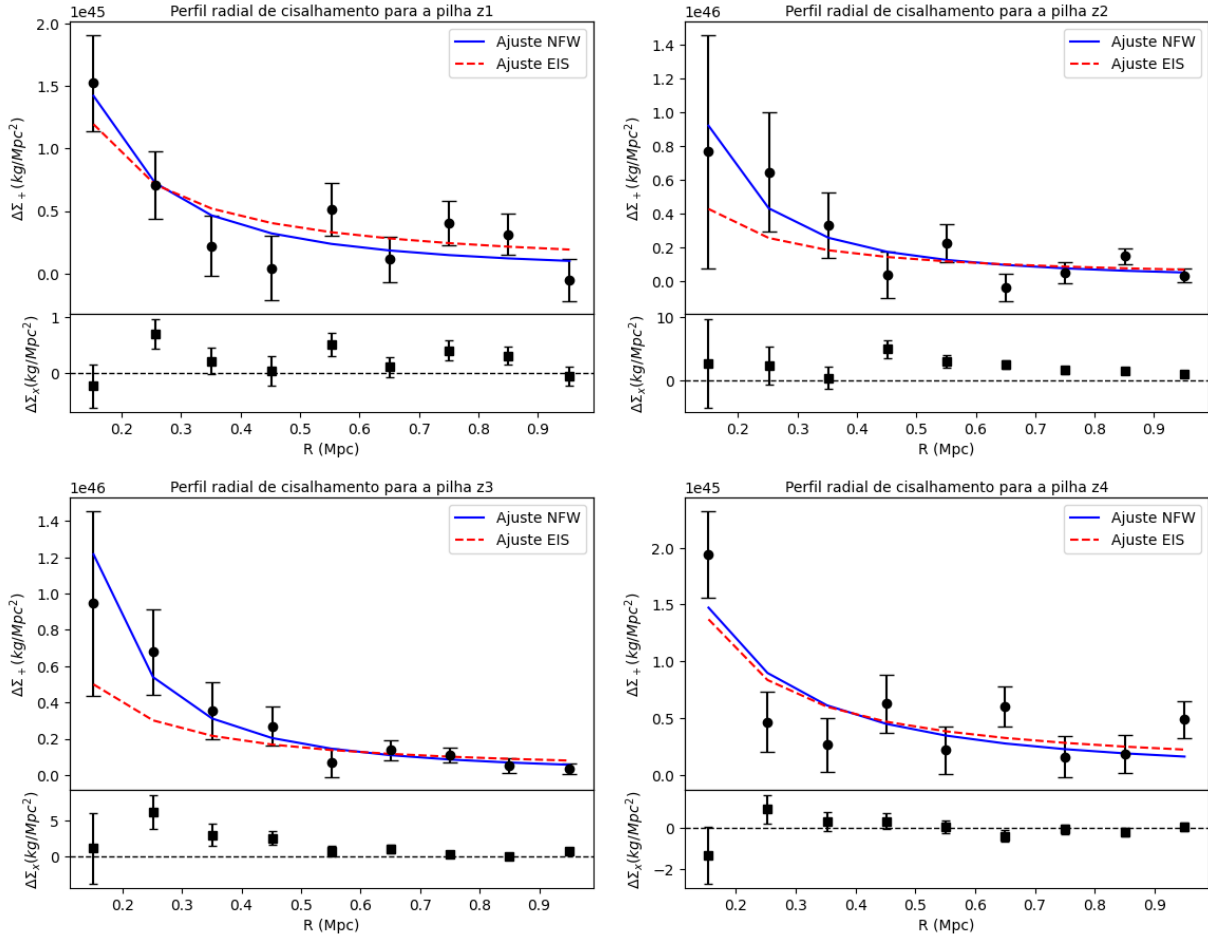 1e45
Perfil radial de cisalhamento para a pilha z1
2.0
1.5
1.0
0.5
0.0
ΔΣ₊(kg/Mpc²)
Ajuste NFW
Ajuste EIS
1
0
ΔΣₓ(kg/Mpc²)
0.2 0.3 0.4 0.5 0.6 0.7 0.8 0.9
R (Mpc)
1e46
Perfil radial de cisalhamento para a pilha z2
1.4
1.2
1.0
0.8
0.6
0.4
0.2
0.0
ΔΣ₊(kg/Mpc²)
Ajuste NFW
Ajuste EIS
10
0
ΔΣₓ(kg/Mpc²)
0.2 0.3 0.4 0.5 0.6 0.7 0.8 0.9
R (Mpc)
1e46
Perfil radial de cisalhamento para a pilha z3
1.4
1.2
1.0
0.8
0.6
0.4
0.2
0.0
ΔΣ₊(kg/Mpc²)
Ajuste NFW
Ajuste EIS
5
0
ΔΣₓ(kg/Mpc²)
0.2 0.3 0.4 0.5 0.6 0.7 0.8 0.9
R (Mpc)
1e45
Perfil radial de cisalhamento para a pilha z4
2.0
1.5
1.0
0.5
0.0
ΔΣ₊(kg/Mpc²)
Ajuste NFW
Ajuste EIS
0
−2
ΔΣₓ(kg/Mpc²)
0.2 0.3 0.4 0.5 0.6 0.7 0.8 0.9
R (Mpc)